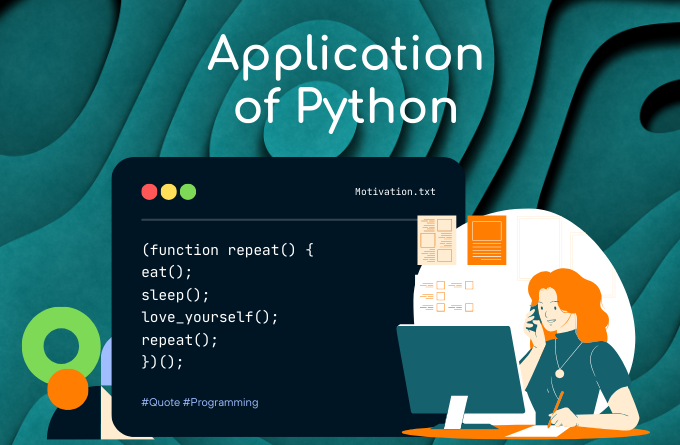 Application
of Python
Motivation.txt
(function repeat() {
eat();
sleep();
love_yourself();
repeat();
})();
#Quote #Programming